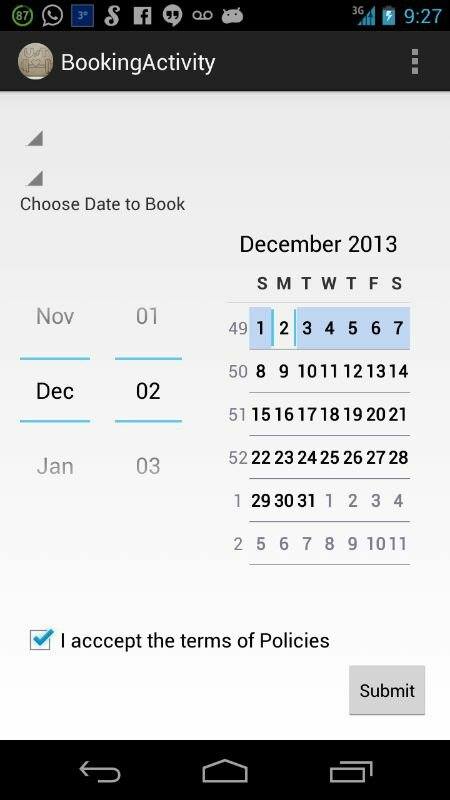 87 3° 3G 9:27
BookingActivity
Choose Date to Book
December 2013
S M T W T F S
Nov 01
49 1 2 3 4 5 6 7
50 8 9 10 11 12 13 14
Dec 02
51 15 16 17 18 19 20 21
Jan 03
52 22 23 24 25 26 27 28
1 29 30 31 1 2 3 4
2 5 6 7 8 9 10 11
I acccept the terms of Policies
Submit